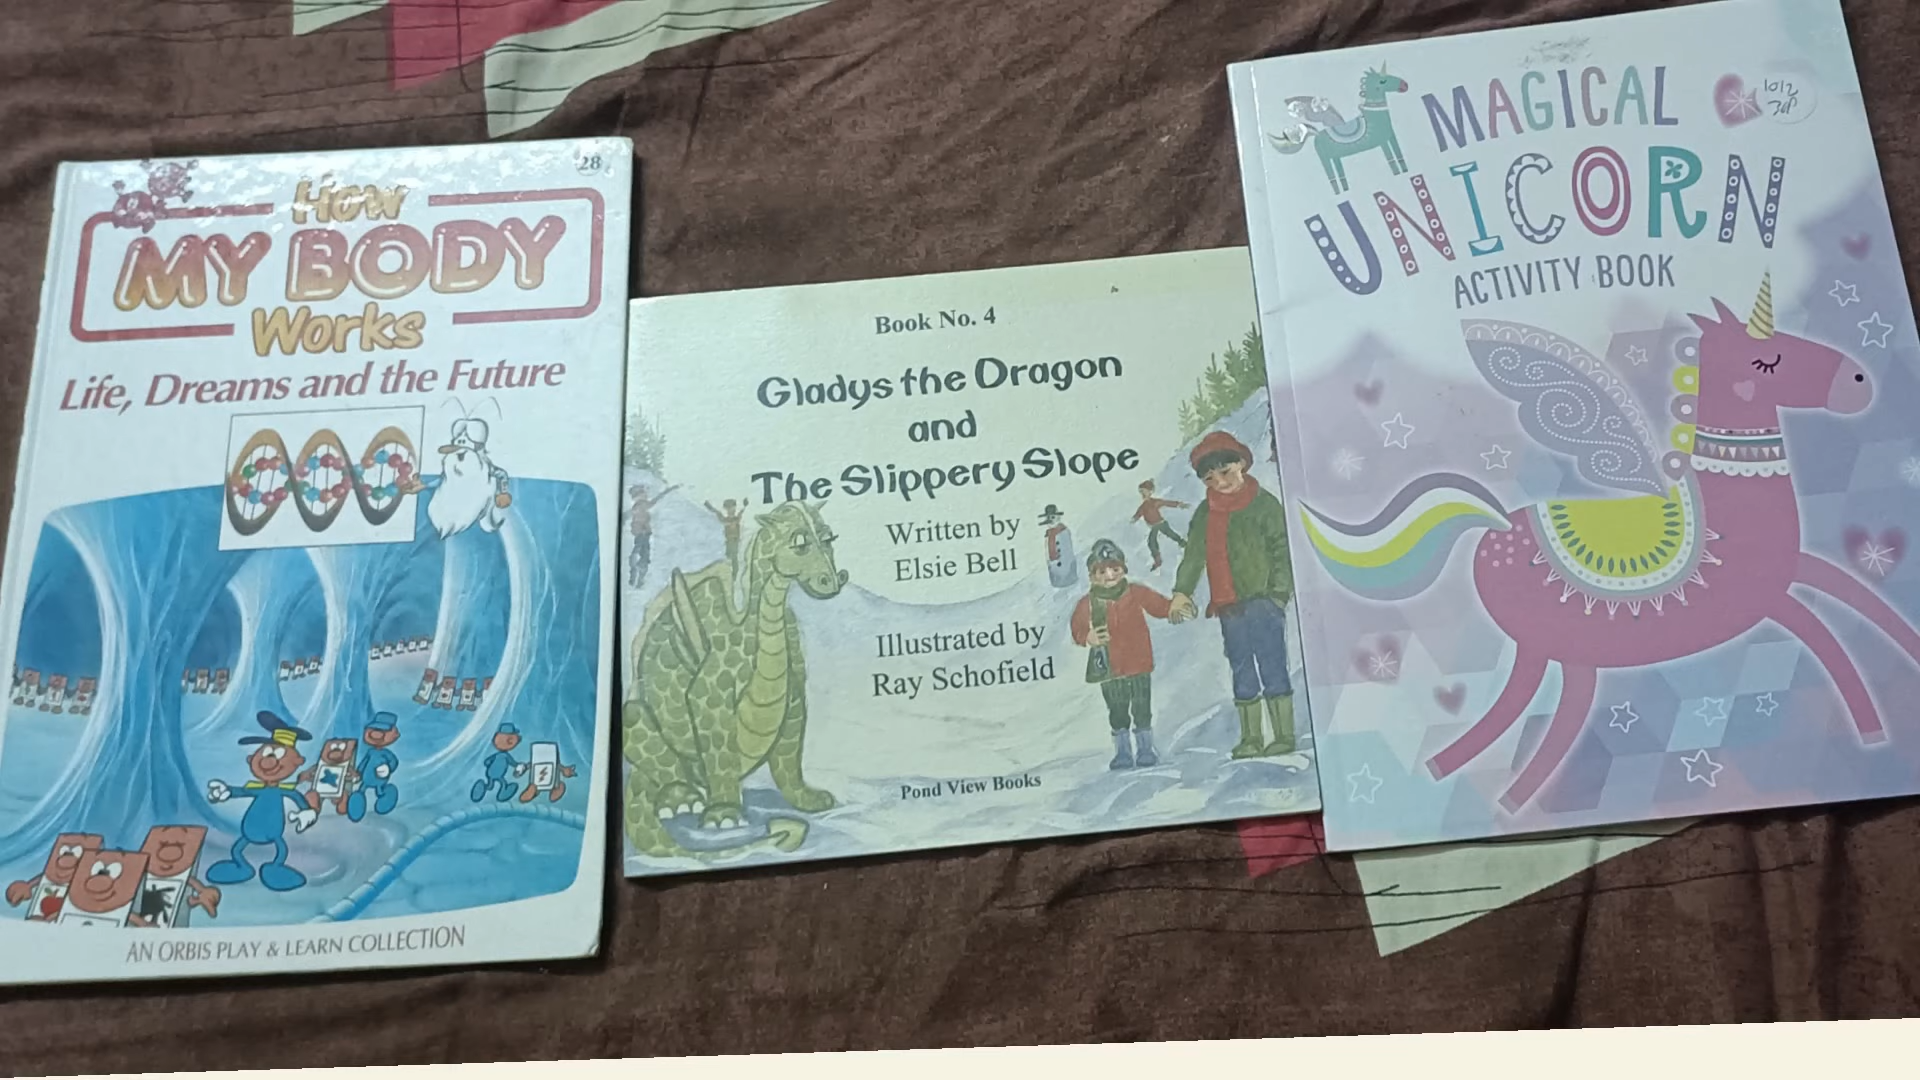 28
How
MY BODY
Works
Life, Dreams and the Future
AN ORBIS PLAY & LEARN COLLECTION
Book No. 4
Gladys the Dragon
and
The Slippery Slope
Written by
Elsie Bell
Illustrated by
Ray Schofield
Pond View Books
MAGICAL
UNICORN
ACTIVITY BOOK